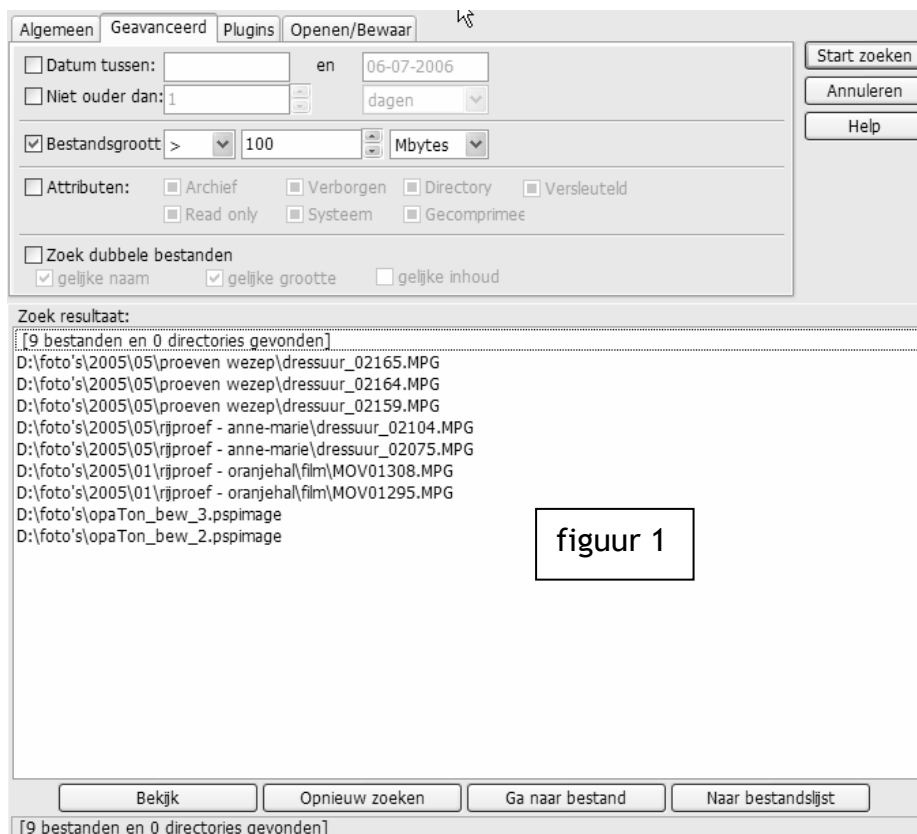 Algemeen Geavanceerd Plugins Openen/Bewaar
Start zoeken
Annuleren
Help
Datum tussen: en 06-07-2006
Niet ouder dan: 1 dagen
Bestandsgroott > 100 Mbytes
Attributen: Archief Verborgen Directory Versleuteld
Read only Systeem Gecomprimee
Zoek dubbele bestanden
gelijke naam gelijke grootte gelijke inhoud
Zoek resultaat:
[9 bestanden en 0 directories gevonden]
D:\foto's\2005\05\proeven wezep\dressuur_02165.MPG
D:\foto's\2005\05\proeven wezep\dressuur_02164.MPG
D:\foto's\2005\05\proeven wezep\dressuur_02159.MPG
D:\foto's\2005\05\rijproef - anne-marie\dressuur_02104.MPG
D:\foto's\2005\05\rijproef - anne-marie\dressuur_02075.MPG
D:\foto's\2005\01\rijproef - oranjehal\film\MOV01308.MPG
D:\foto's\2005\01\rijproef - oranjehal\film\MOV01295.MPG
D:\foto's\opaTon_bew_3.pspimage
D:\foto's\opaTon_bew_2.pspimage
figuur 1
Bekijk Opnieuw zoeken Ga naar bestand Naar bestandslijst
[9 bestanden en 0 directories gevonden]